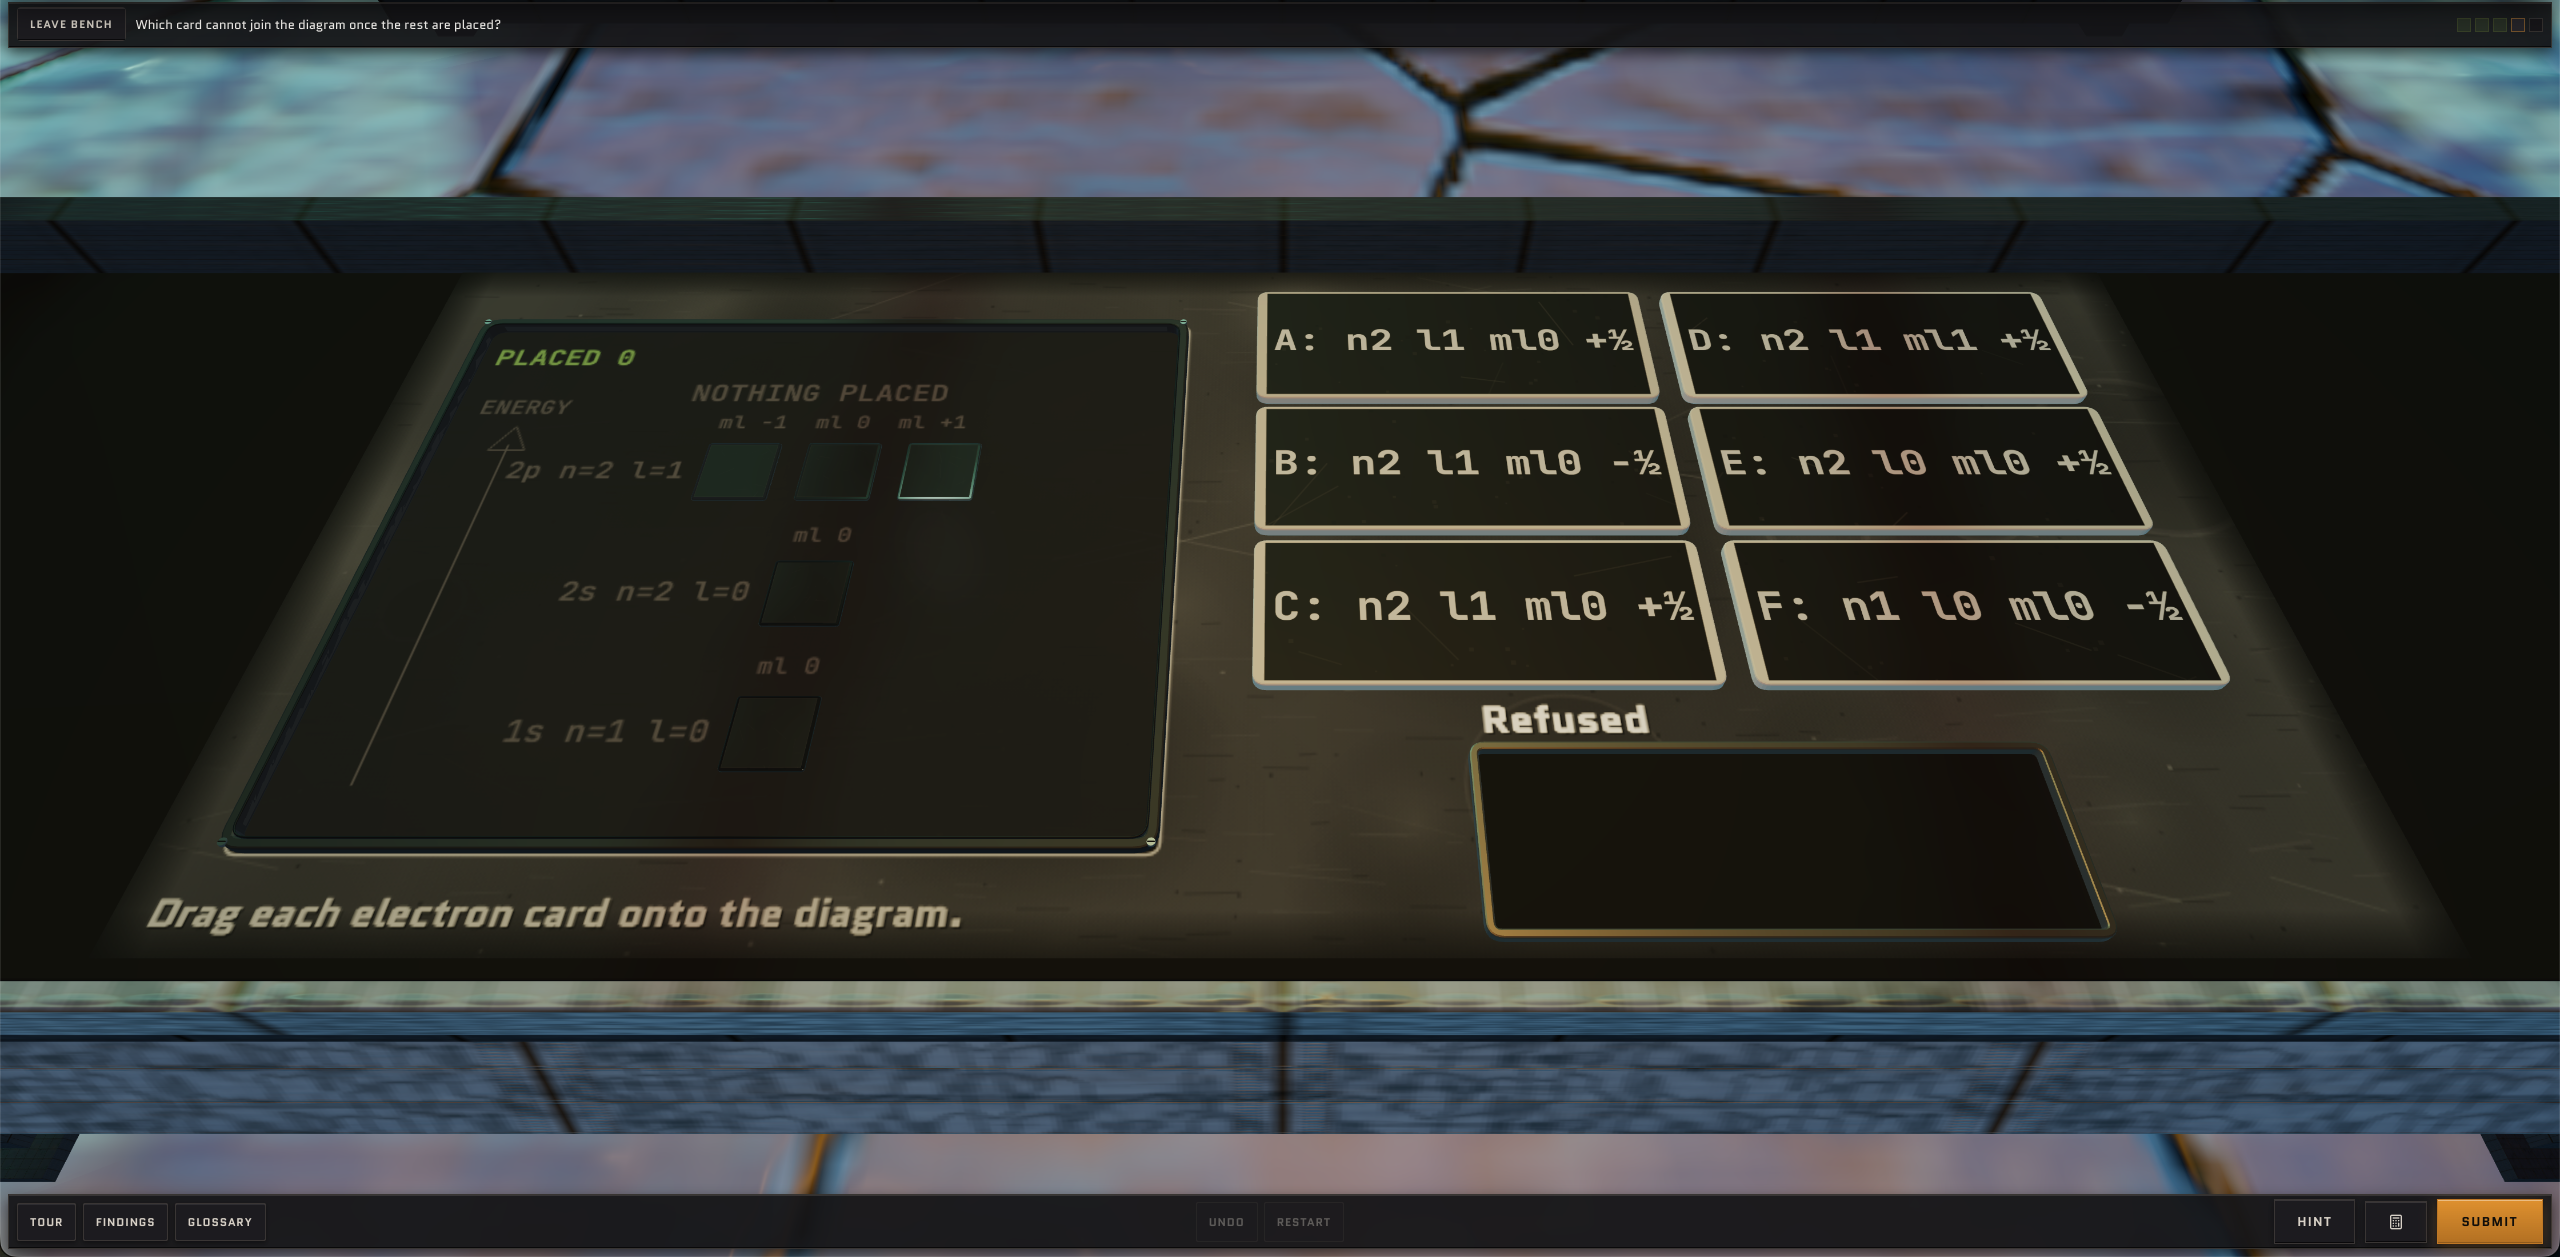 LEAVE BENCH Which card cannot join the diagram once the rest are placed?
PLACED 0
NOTHING PLACED
ENERGY
ml -1 ml 0 ml +1
2p n=2 l=1
ml 0
2s n=2 l=0
ml 0
1s n=1 l=0
A: n2 l1 ml0 +½
D: n2 l1 ml1 +½
B: n2 l1 ml0 -½
E: n2 l0 ml0 +½
C: n2 l1 ml0 +½
F: n1 l0 ml0 -½
Refused
Drag each electron card onto the diagram.
TOUR FINDINGS GLOSSARY UNDO RESTART HINT SUBMIT